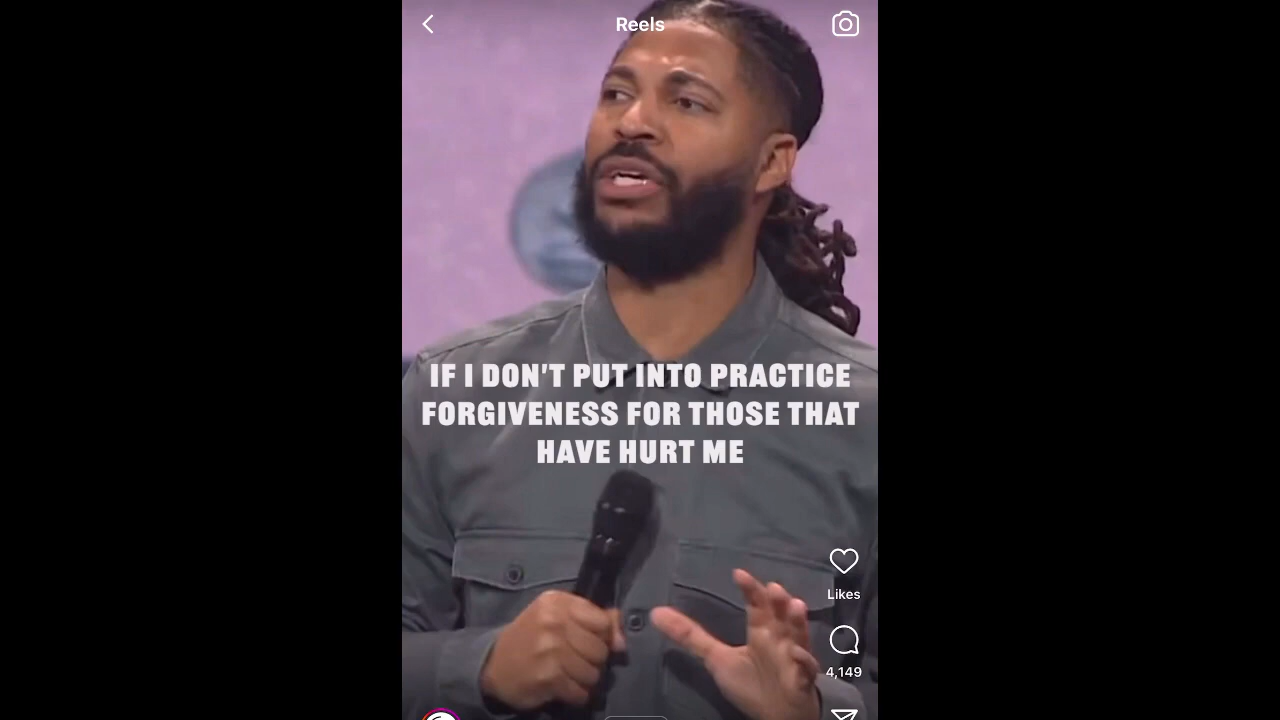 Reels
IF I DON'T PUT INTO PRACTICE
FORGIVENESS FOR THOSE THAT
HAVE HURT ME
Likes
4,149